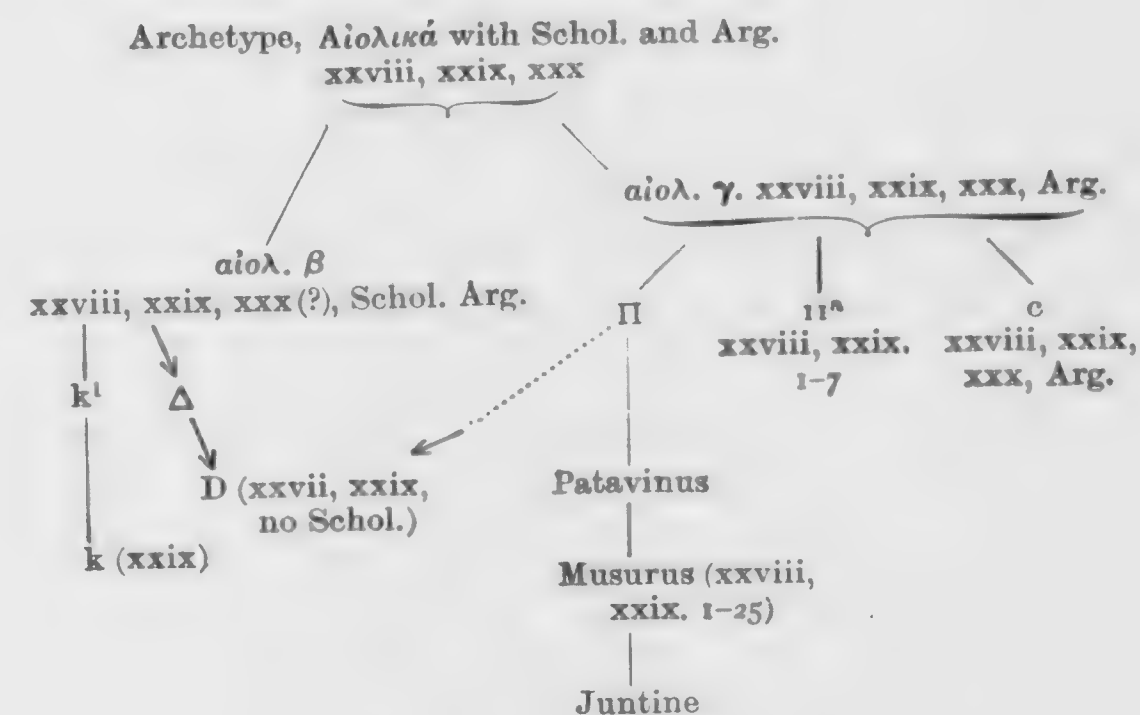 Archetype, Αἰολικά with Schol. and Arg.
xxviii, xxix, xxx
αἰολ. γ. xxviii, xxix, xxx, Arg.
αἰολ. β
xxviii, xxix, xxx (?), Schol. Arg.
Π
11ᵃ
c
xxviii, xxix.
1-7
xxviii, xxix,
xxx, Arg.
k¹
Δ
D (xxvii, xxix,
no Schol.)
Patavinus
k (xxix)
Musurus (xxviii,
xxix. 1-25)
Juntine